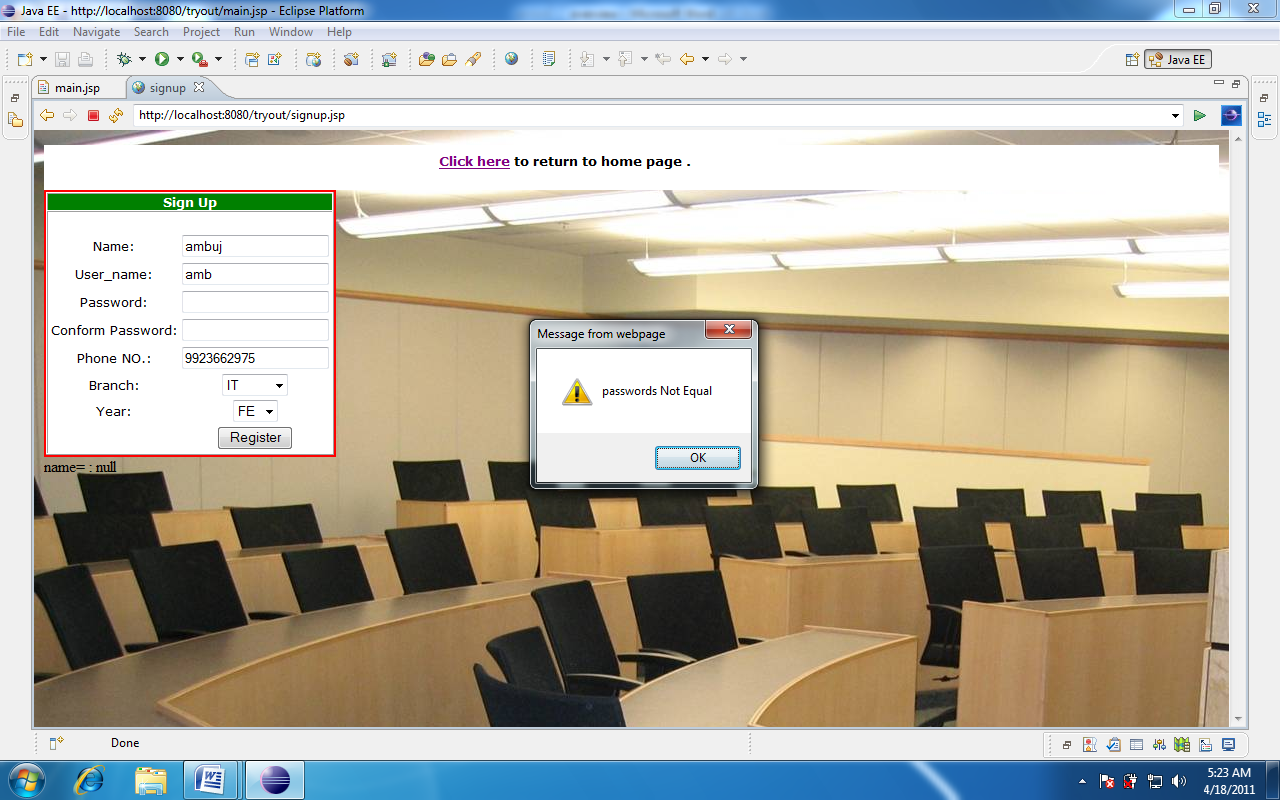 Java EE - http://localhost:8080/tryout/main.jsp - Eclipse Platform
File Edit Navigate Search Project Run Window Help
Java EE
main.jsp signup
http://localhost:8080/tryout/signup.jsp
Click here to return to home page .
Sign Up
Name: ambuj
User_name: amb
Password:
Conform Password:
Phone NO.: 9923662975
Branch: IT
Year: FE
Register
name= : null
Message from webpage
passwords Not Equal
OK
Done
5:23 AM
4/18/2011